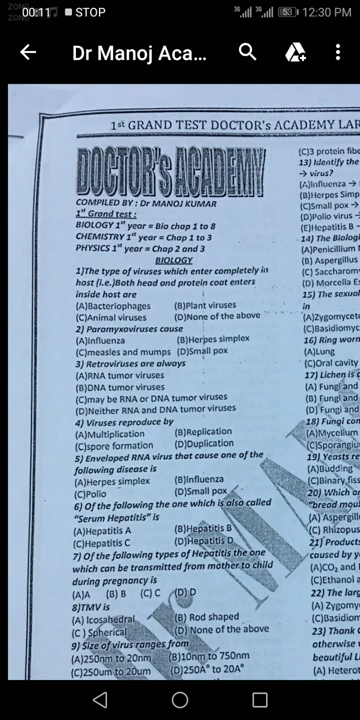 00:11 STOP 3G 3G 53 12:30 PM
Dr Manoj Aca...
1st GRAND TEST DOCTOR's ACADEMY LAR
DOCTOR's ACADEMY
COMPILED BY : Dr MANOJ KUMAR
1st Grand test :
BIOLOGY 1st year = Bio chap 1 to 8
CHEMISTRY 1st year = Chap 1 to 3
PHYSICS 1st year = Chap 2 and 3
BIOLOGY
1)The type of viruses which enter completely in
host (i.e.)Both head and protein coat enters
inside host are
(A)Bacteriophages (B)Plant viruses
(C)Animal viruses (D)None of the above
2) Paramyxoviruses cause
(A)Influenza (B)Herpes simplex
(C)measles and mumps (D)Small pox
3) Retroviruses are always
(A)RNA tumor viruses
(B)DNA tumor viruses
(C)may be RNA or DNA tumor viruses
(D)Neither RNA and DNA tumor viruses
4) Viruses reproduce by
(A)Multiplication (B)Replication
(C)spore formation (D)Duplication
5) Enveloped RNA virus that cause one of the
following disease is
(A)Herpes simplex (B)Influenza
(C)Polio (D)Small pox
6) Of the following the one which is also called
"Serum Hepatitis" is
(A)Hepatitis A (B)Hepatitis B
(C)Hepatitis C (D)Hepatitis D
7) Of the following types of Hepatitis the one
which can be transmitted from mother to child
during pregnancy is
(A)A (B) B (C) C (D) D
8)TMV is
(A) Icosahedral (B) Rod shaped
(C ) Spherical (D) None of the above
9) Size of viruses ranges from
(A)250nm to 20nm (B)10nm to 750nm
(C)250um to 20um (D)250A° to 20A°
(C)3 protein fibe
13) Identify the
→ virus?
(A)Influenza →
(B)Herpes Simp
(C)Small pox →
(D)Polio virus →
(E)Hepatitis B →
14) The Biologi
(A)Penicillium
(B) Aspergillus
(C) Saccharom
(D) Morcella Es
15) The sexual
in
(A)Zygomycete
(C)Basidiomyc
16) Ring worm
(A)Lung
(C)Oral cavity
17) Lichen is a
(A) Fungi and
(B) Fungi and
(D) Fungi and
18) Fungi con
(A)Mycelium
(C)Sporangiu
19) Yeasts re
(A)Budding
(C)Binary fiss
20) Which or
"bread moul
(A) Aspergill
(C) Rhizopus
21) Products
caused by y
(A)CO₂ and
(C)Ethanol a
22) The larg
(A) Zygomy
(C)Basidiom
23) Thank G
otherwise
beautiful L
(A) Heterot
Dr MAN